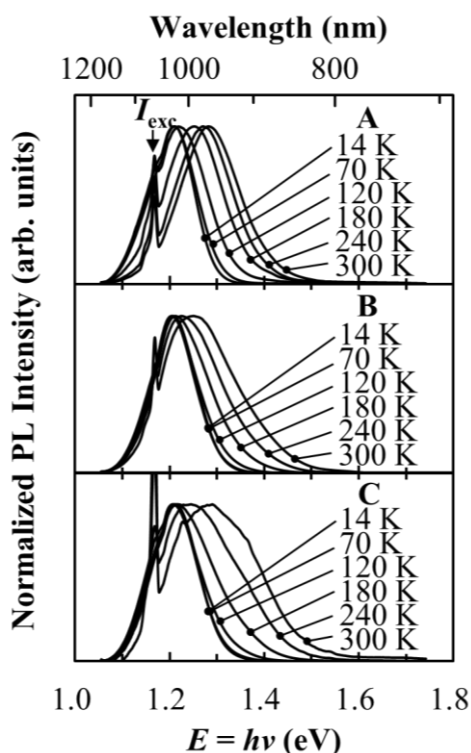 Wavelength (nm)
1200 1000 800
I exc
A
14 K
70 K
120 K
180 K
240 K
300 K
B
14 K
70 K
120 K
180 K
240 K
300 K
C
14 K
70 K
120 K
180 K
240 K
300 K
Normalized PL Intensity (arb. units)
1.0 1.2 1.4 1.6 1.8
E = hν (eV)